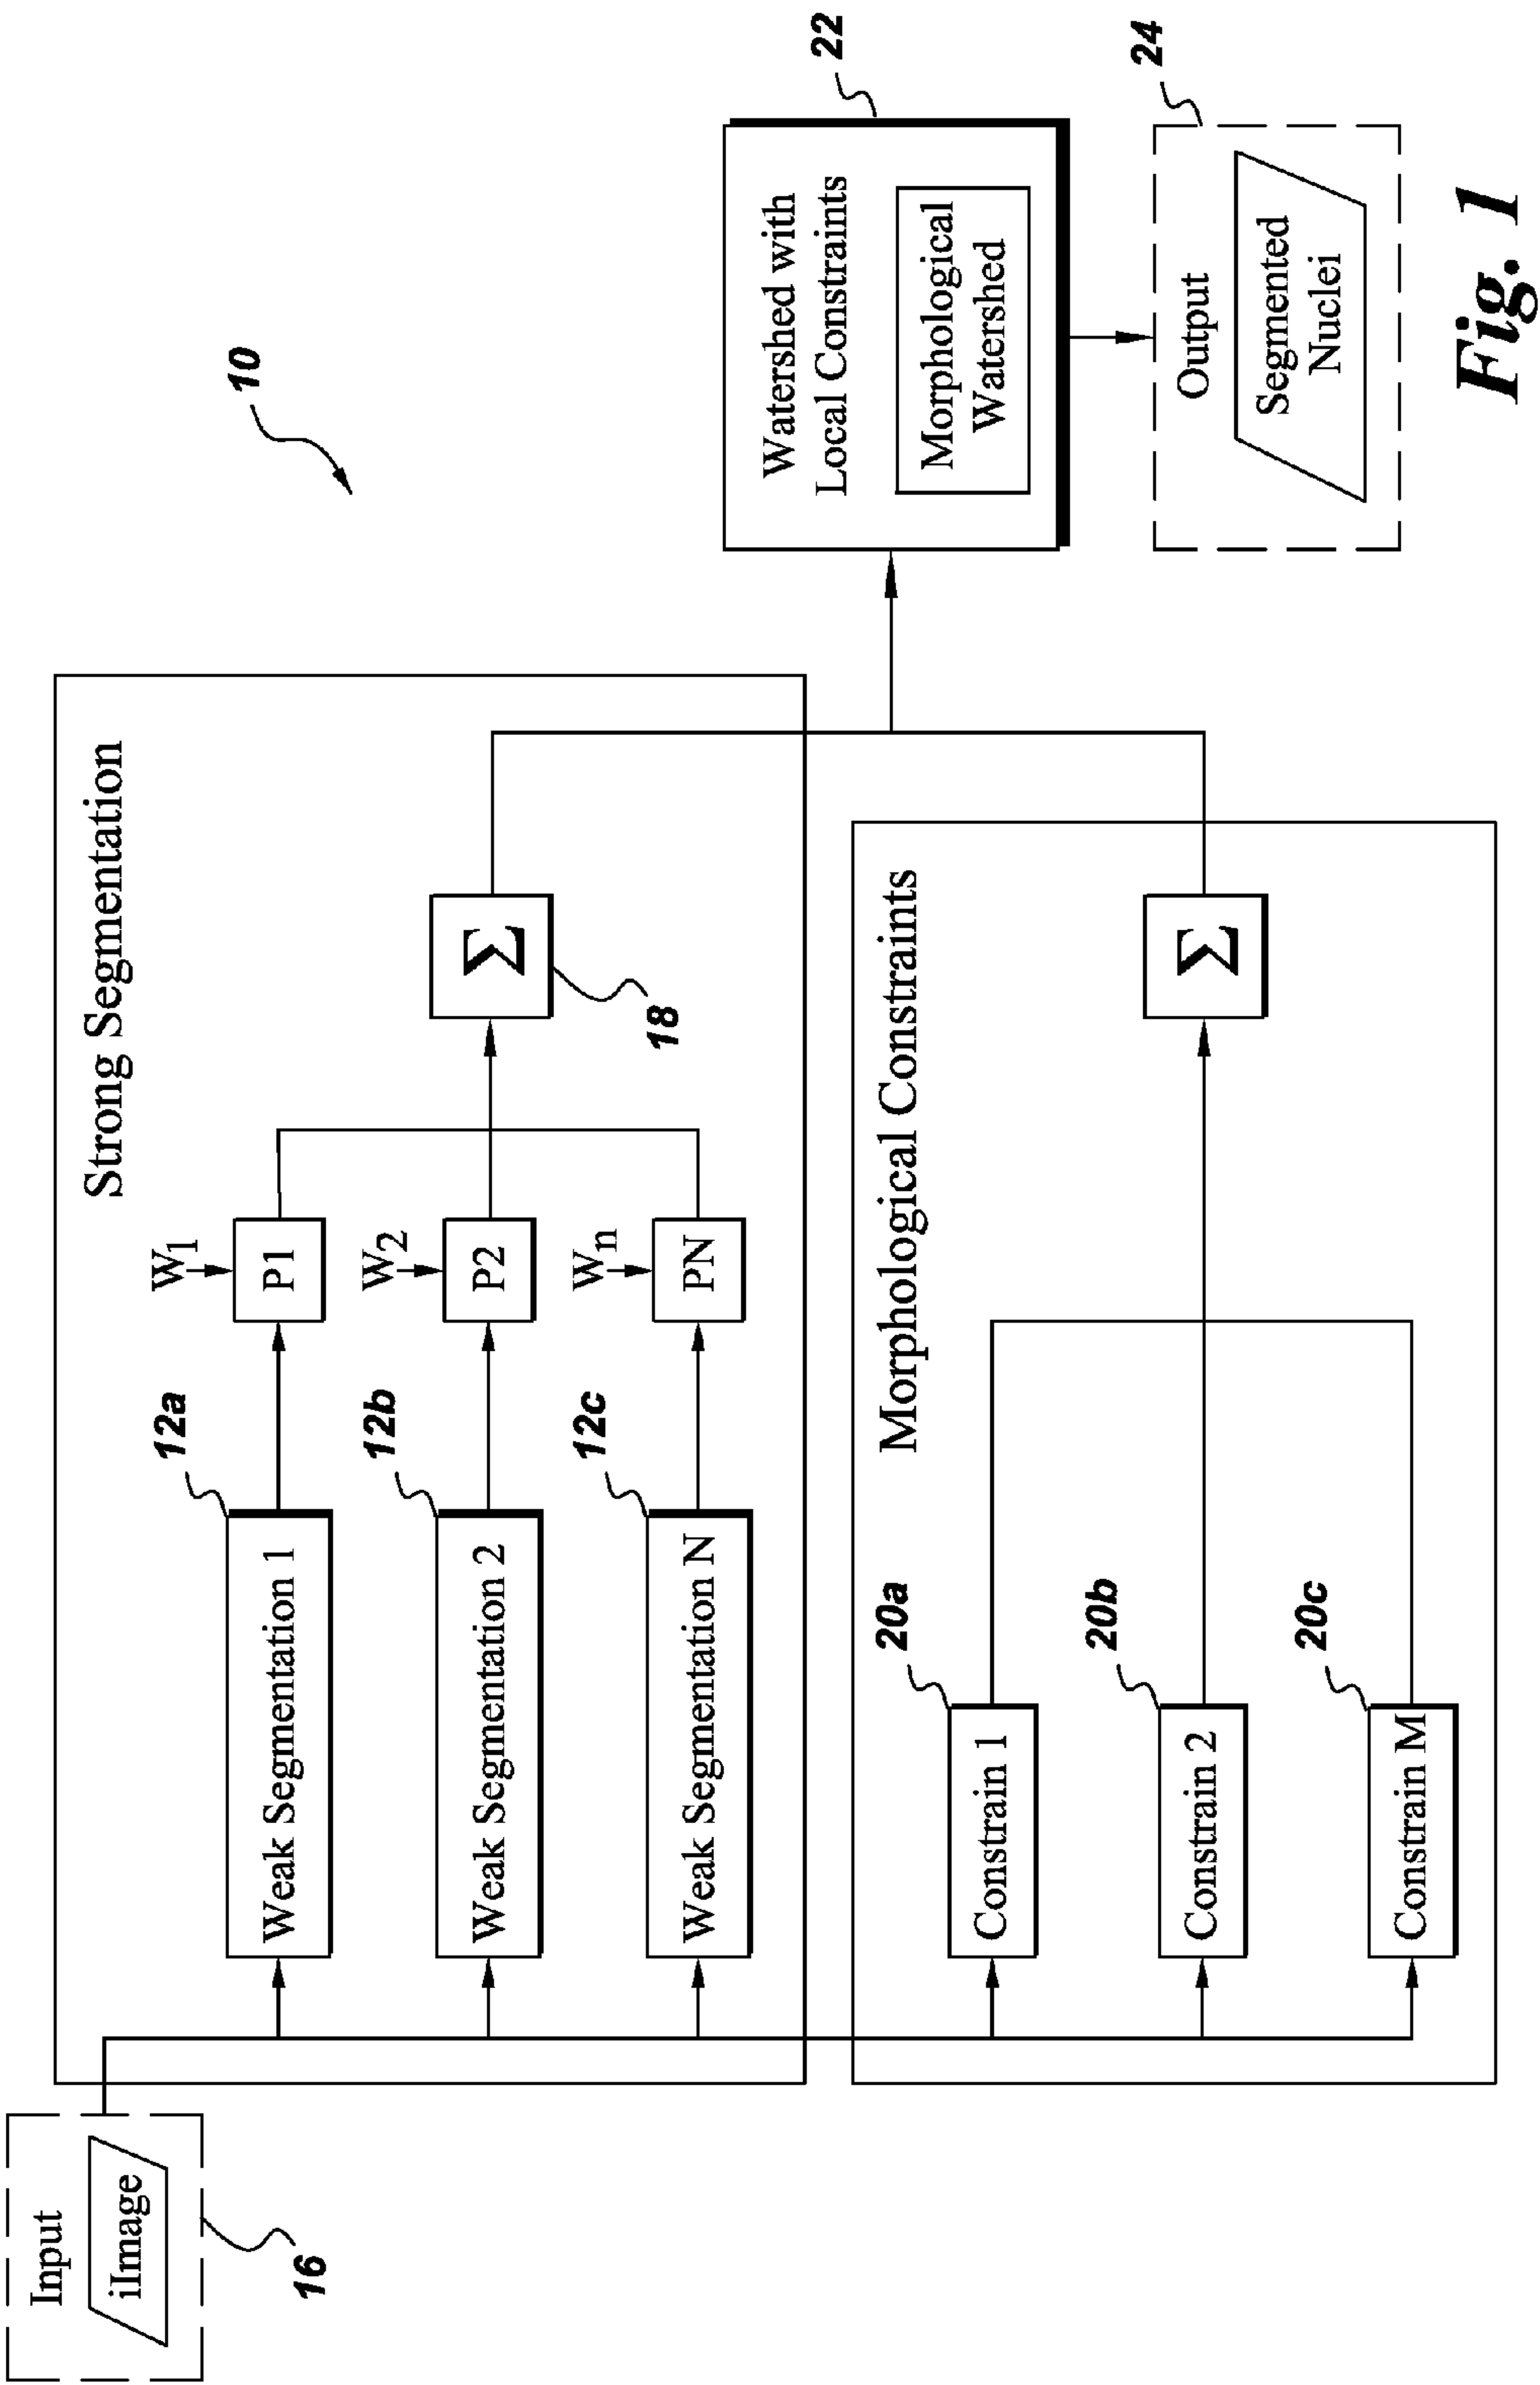 10
Input
iImage
16
Strong Segmentation
Weak Segmentation 1
12a
W1
P1
Weak Segmentation 2
12b
W2
P2
Weak Segmentation N
12c
Wn
PN
Σ
18
Morphological Constraints
Constrain 1
20a
Constrain 2
20b
Constrain M
20c
Σ
Watershed with
Local Constraints
Morphological
Watershed
22
Output
Segmented
Nuclei
24
Fig. 1